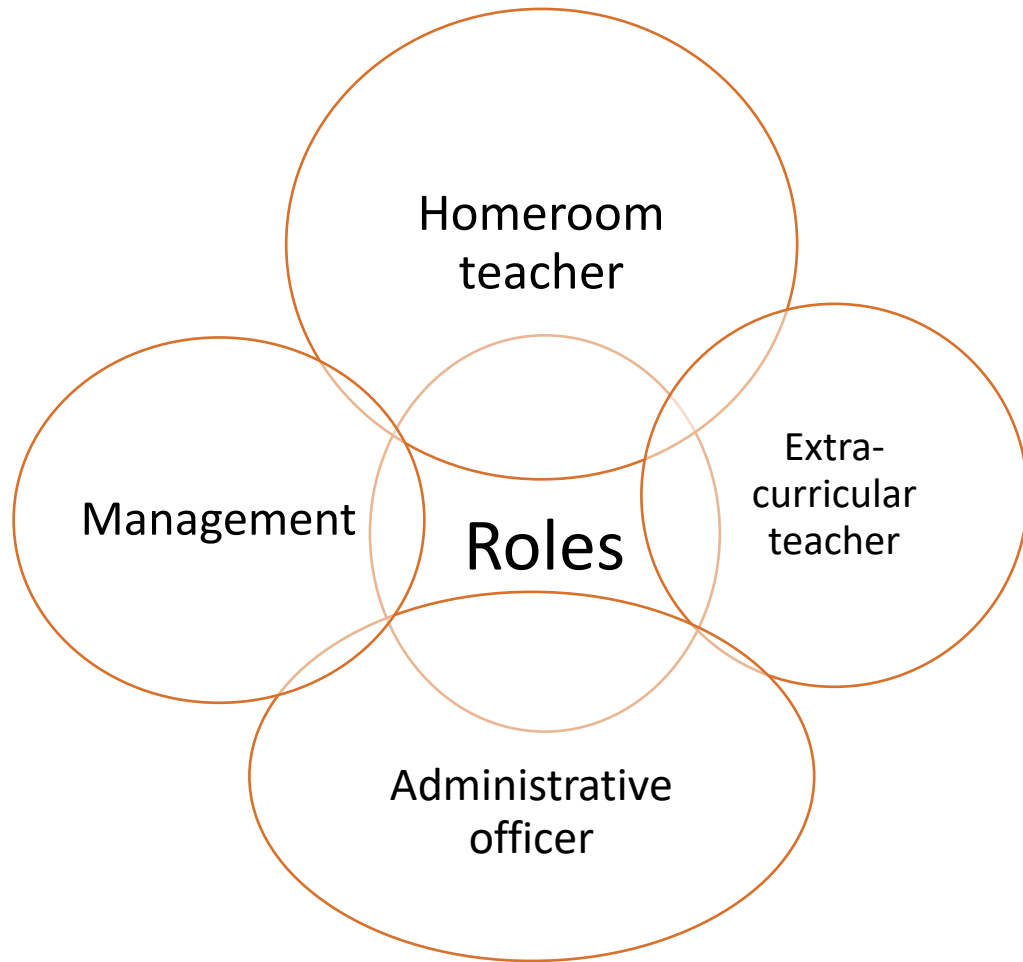 Homeroom
teacher
Extra-
curricular
teacher
Management
Roles
Administrative
officer